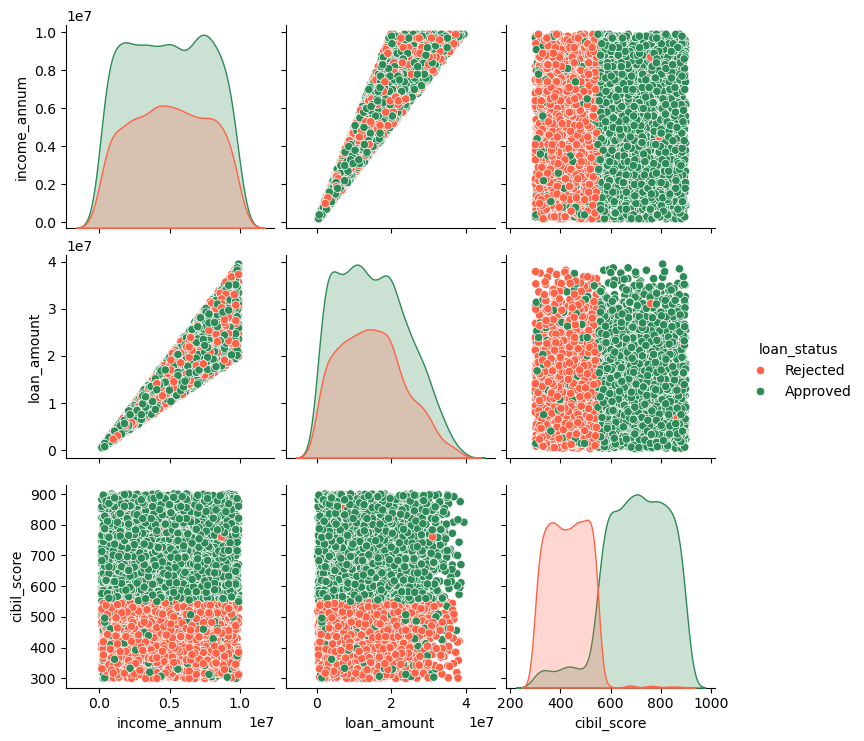 1e7
1.0
0.8
0.6
0.4
0.2
0.0
income_annum
1e7
4
3
2
1
0
loan_amount
loan_status
Rejected
Approved
900
800
700
600
500
400
300
cibil_score
0.0 0.5 1.0
1e7
income_annum
0 2 4
1e7
loan_amount
200 400 600 800 1000
cibil_score